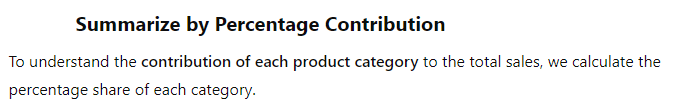 Summarize by Percentage Contribution
To understand the contribution of each product category to the total sales, we calculate the
percentage share of each category.